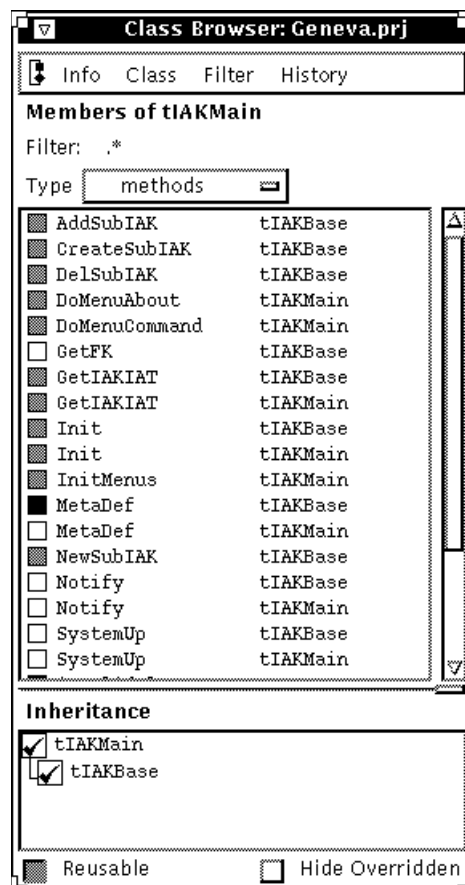 Class Browser: Geneva.prj
Info Class Filter History
Members of tIAKMain
Filter: .*
Type methods
AddSubIAK tIAKBase
CreateSubIAK tIAKBase
DelSubIAK tIAKBase
DoMenuAbout tIAKMain
DoMenuCommand tIAKMain
GetFK tIAKBase
GetIAKIAT tIAKBase
GetIAKIAT tIAKMain
Init tIAKBase
Init tIAKMain
InitMenus tIAKMain
MetaDef tIAKBase
MetaDef tIAKMain
NewSubIAK tIAKBase
Notify tIAKBase
Notify tIAKMain
SystemUp tIAKBase
SystemUp tIAKMain
Inheritance
tIAKMain
tIAKBase
Reusable Hide Overridden